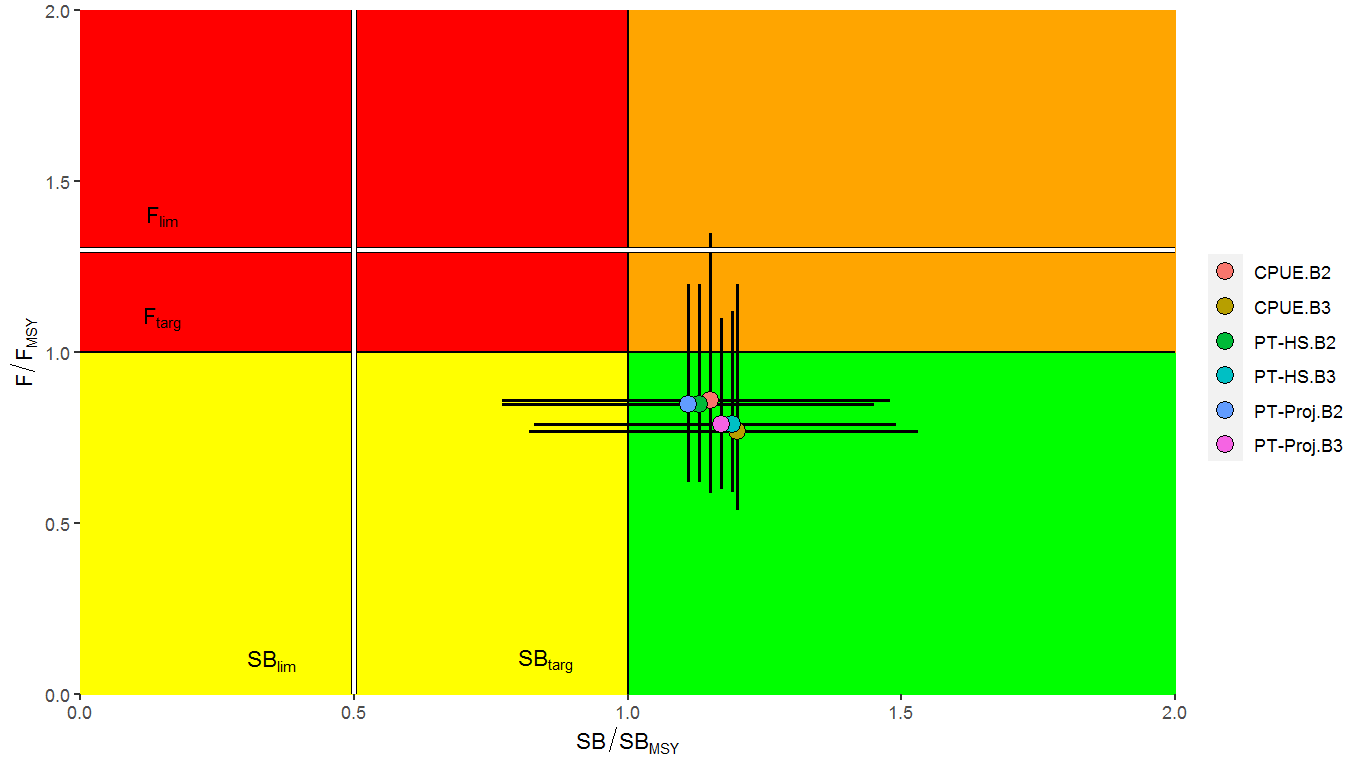 2.0
1.5
1.0
0.5
0.0
F/F_MSY
F_lim
F_targ
SB_lim
SB_targ
0.0 0.5 1.0 1.5 2.0
SB/SB_MSY
CPUE.B2
CPUE.B3
PT-HS.B2
PT-HS.B3
PT-Proj.B2
PT-Proj.B3